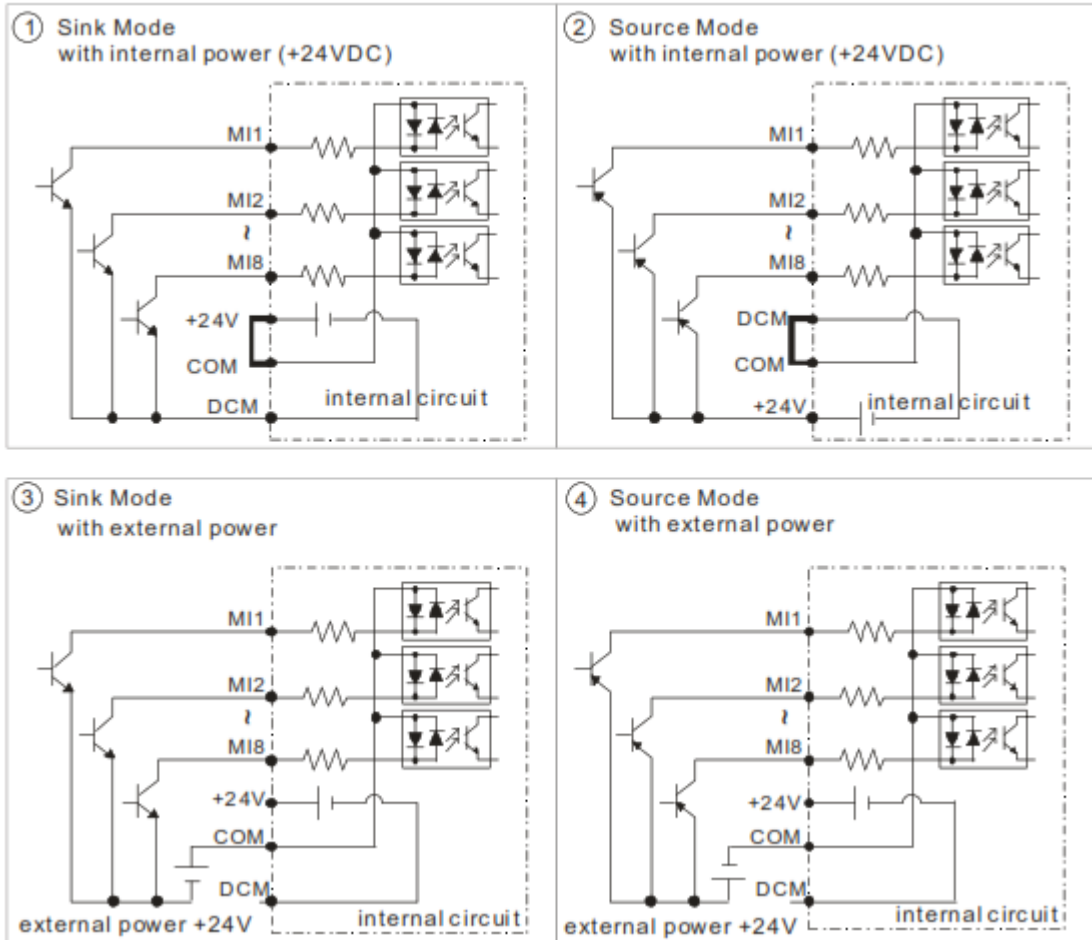 ① Sink Mode
with internal power (+24VDC)
MI1
MI2
~
MI8
+24V
COM
DCM
internal circuit
② Source Mode
with internal power (+24VDC)
MI1
MI2
~
MI8
DCM
COM
+24V
internal circuit
③ Sink Mode
with external power
MI1
MI2
~
MI8
+24V
COM
DCM
external power +24V
internal circuit
④ Source Mode
with external power
MI1
MI2
~
MI8
+24V
COM
DCM
external power +24V
internal circuit